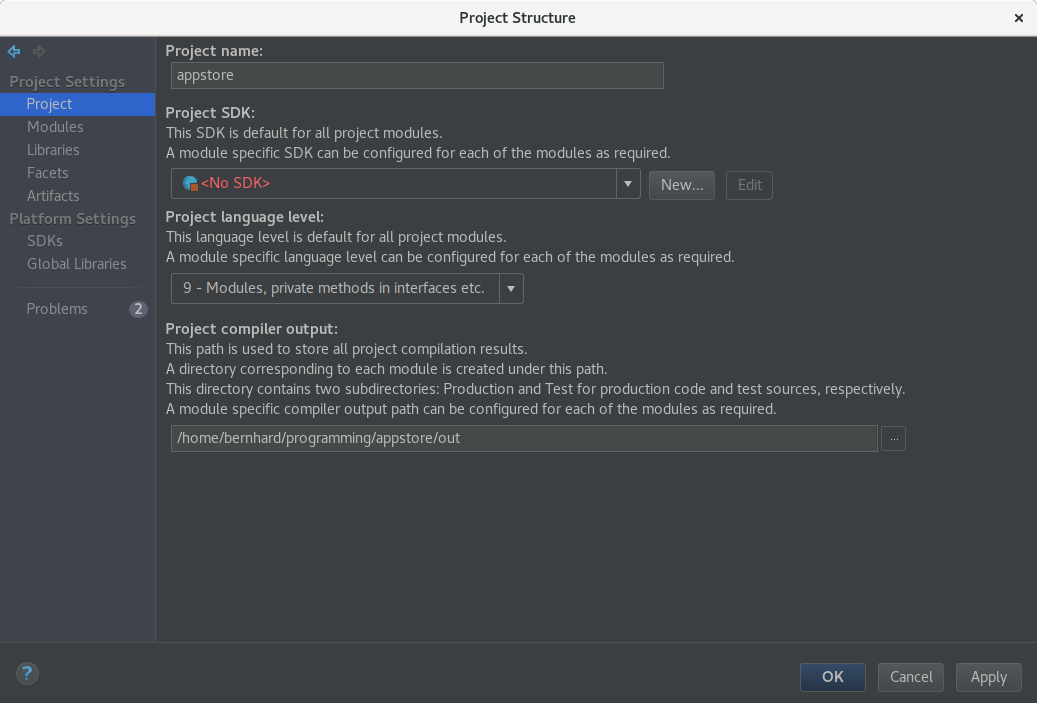 Project Structure
Project Settings
Project
Modules
Libraries
Facets
Artifacts
Platform Settings
SDKs
Global Libraries
Problems 2
Project name:
appstore
Project SDK:
This SDK is default for all project modules.
A module specific SDK can be configured for each of the modules as required.
<No SDK> New... Edit
Project language level:
This language level is default for all project modules.
A module specific language level can be configured for each of the modules as required.
9 - Modules, private methods in interfaces etc.
Project compiler output:
This path is used to store all project compilation results.
A directory corresponding to each module is created under this path.
This directory contains two subdirectories: Production and Test for production code and test sources, respectively.
A module specific compiler output path can be configured for each of the modules as required.
/home/bernhard/programming/appstore/out ...
? OK Cancel Apply